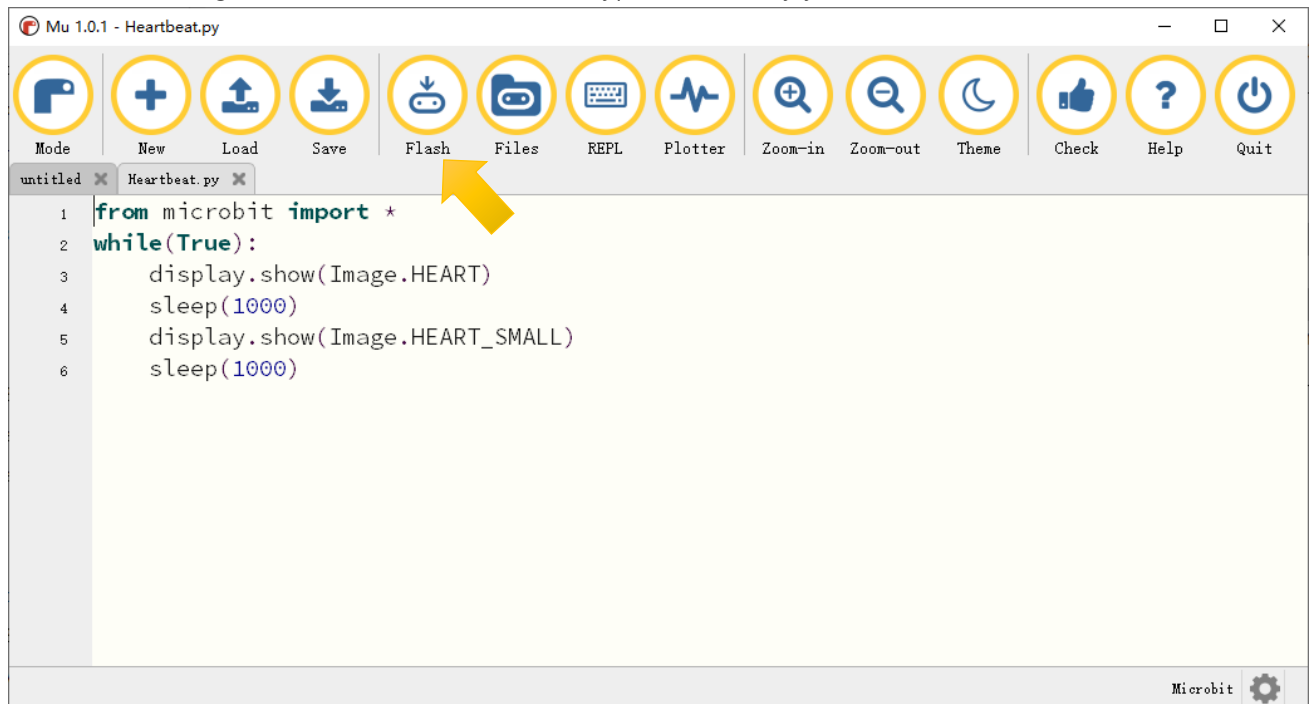 Mu 1.0.1 - Heartbeat.py
Mode New Load Save Flash Files REPL Plotter Zoom-in Zoom-out Theme Check Help Quit
untitled Heartbeat.py
1 from microbit import *
2 while(True):
3     display.show(Image.HEART)
4     sleep(1000)
5     display.show(Image.HEART_SMALL)
6     sleep(1000)
Microbit